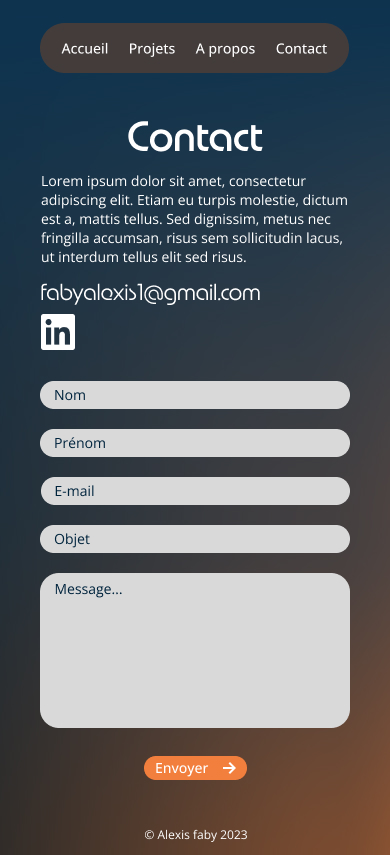 Accueil Projets A propos Contact
Contact
Lorem ipsum dolor sit amet, consectetur
adipiscing elit. Etiam eu turpis molestie, dictum
est a, mattis tellus. Sed dignissim, metus nec
fringilla accumsan, risus sem sollicitudin lacus,
ut interdum tellus elit sed risus.
fabyalexis1@gmail.com
in
Nom
Prénom
E-mail
Objet
Message...
Envoyer
© Alexis faby 2023